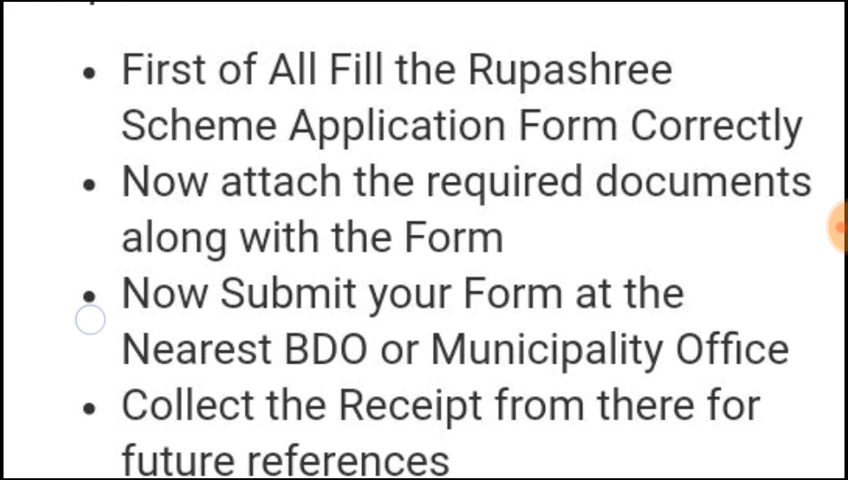 • First of All Fill the Rupashree
Scheme Application Form Correctly
• Now attach the required documents
along with the Form
• Now Submit your Form at the
Nearest BDO or Municipality Office
• Collect the Receipt from there for
future references